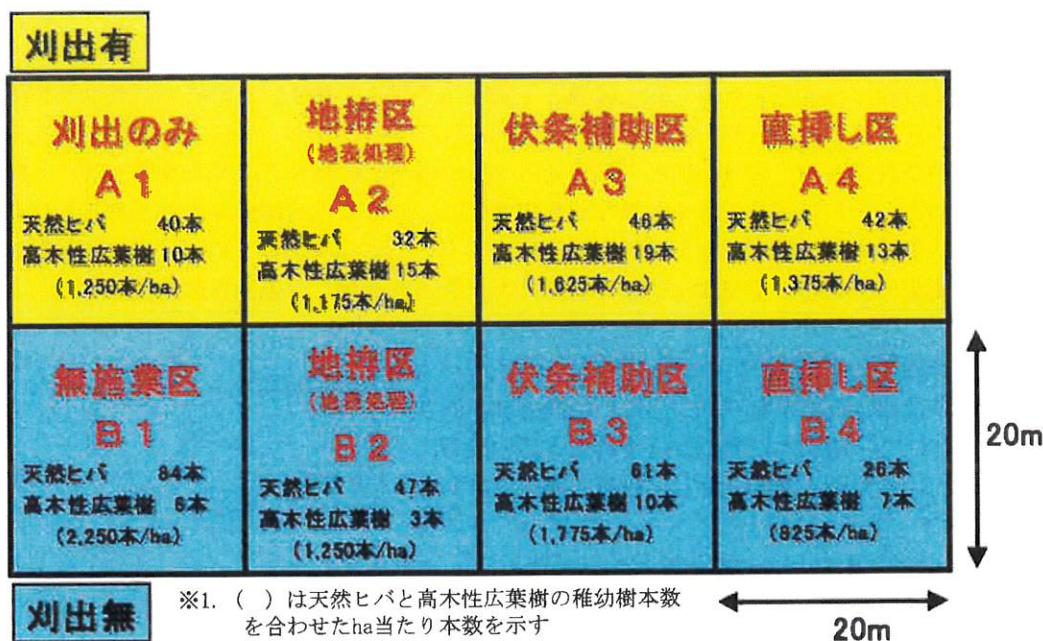 刈出有
刈出のみ
A1
天然ヒバ 40本
高木性広葉樹 10本
(1,250本/ha)
地拵区
(地表処理)
A2
天然ヒバ 32本
高木性広葉樹 15本
(1,175本/ha)
伏条補助区
A3
天然ヒバ 46本
高木性広葉樹 19本
(1,625本/ha)
直挿し区
A4
天然ヒバ 42本
高木性広葉樹 13本
(1,375本/ha)
無施業区
B1
天然ヒバ 84本
高木性広葉樹 6本
(2,250本/ha)
地拵区
(地表処理)
B2
天然ヒバ 47本
高木性広葉樹 3本
(1,250本/ha)
伏条補助区
B3
天然ヒバ 61本
高木性広葉樹 10本
(1,775本/ha)
直挿し区
B4
天然ヒバ 26本
高木性広葉樹 7本
(825本/ha)
20m
刈出無
※1. ( )は天然ヒバと高木性広葉樹の稚幼樹本数
を合わせたha当たり本数を示す
20m